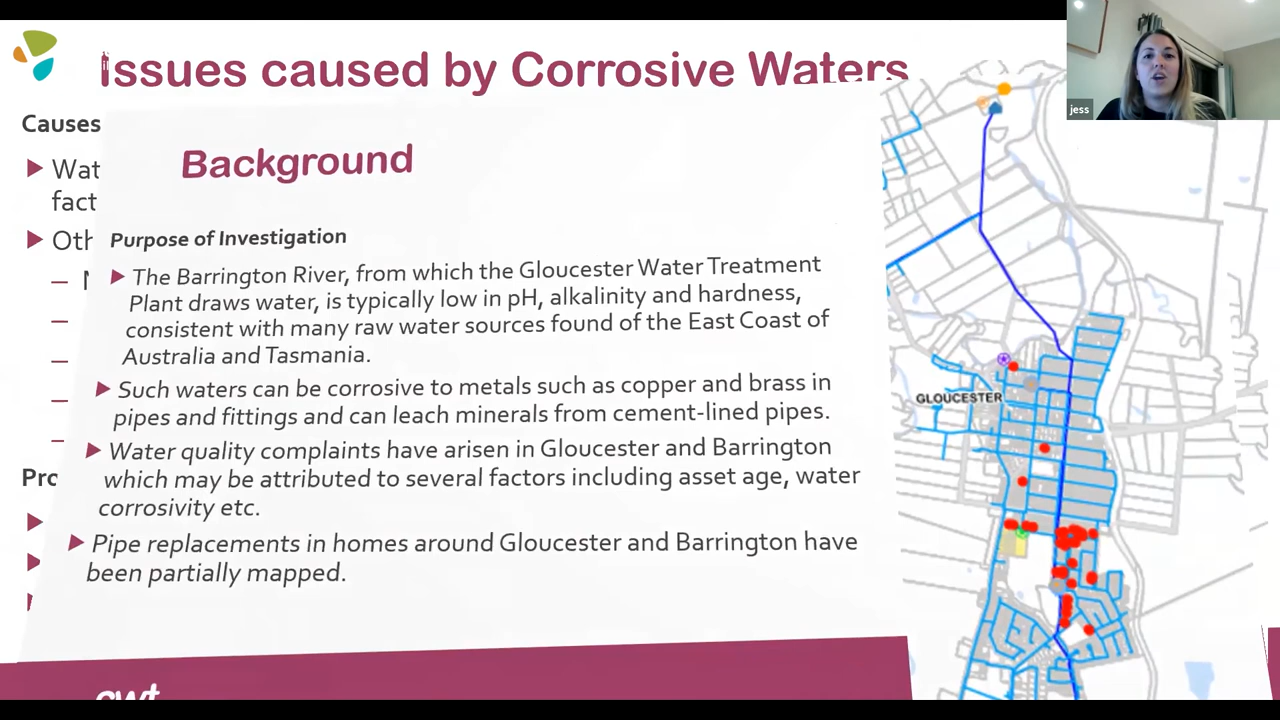 Issues caused by Corrosive Waters
jess
Causes
Background
Purpose of Investigation
The Barrington River, from which the Gloucester Water Treatment
Plant draws water, is typically low in pH, alkalinity and hardness,
consistent with many raw water sources found of the East Coast of
Australia and Tasmania.
Such waters can be corrosive to metals such as copper and brass in
pipes and fittings and can leach minerals from cement-lined pipes.
Water quality complaints have arisen in Gloucester and Barrington
which may be attributed to several factors including asset age, water
corrosivity etc.
Pipe replacements in homes around Gloucester and Barrington have
been partially mapped.
GLOUCESTER